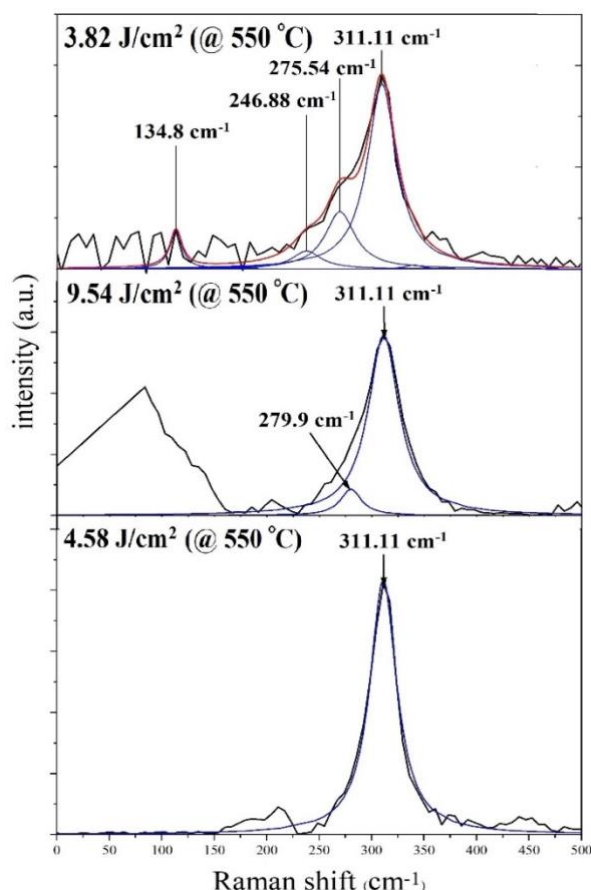 3.82 J/cm² (@ 550 °C)
311.11 cm⁻¹
275.54 cm⁻¹
246.88 cm⁻¹
134.8 cm⁻¹
9.54 J/cm² (@ 550 °C)
311.11 cm⁻¹
279.9 cm⁻¹
4.58 J/cm² (@ 550 °C)
311.11 cm⁻¹
intensity (a.u.)
0 50 100 150 200 250 300 350 400 450 500
Raman shift (cm⁻¹)